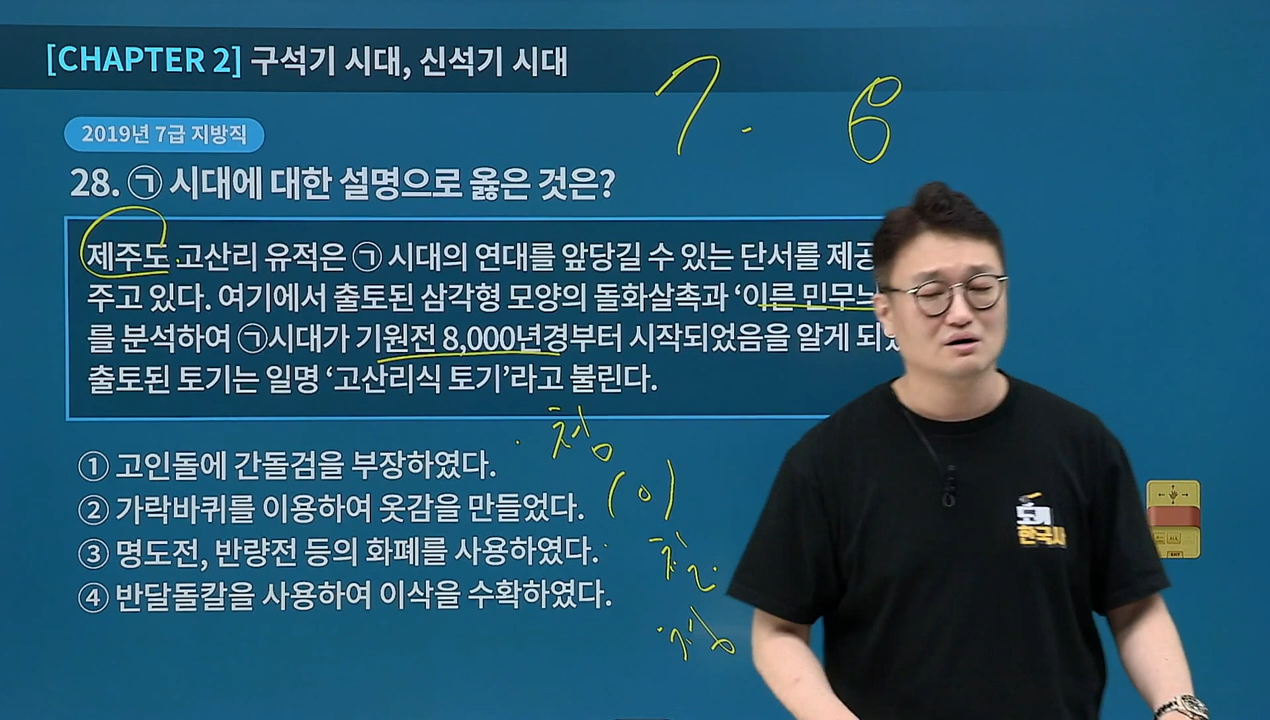 [CHAPTER 2] 구석기 시대, 신석기 시대
7. 6
2019년 7급 지방직
28. ㉠ 시대에 대한 설명으로 옳은 것은?
제주도 고산리 유적은 ㉠ 시대의 연대를 앞당길 수 있는 단서를 제공
주고 있다. 여기에서 출토된 삼각형 모양의 돌화살촉과 ‘이른 민무
를 분석하여 ㉠시대가 기원전 8,000년경부터 시작되었음을 알게 되
출토된 토기는 일명 ‘고산리식 토기’라고 불린다.
청
① 고인돌에 간돌검을 부장하였다.
(이)
② 가락바퀴를 이용하여 옷감을 만들었다.
③ 명도전, 반량전 등의 화폐를 사용하였다.
철
④ 반달돌칼을 사용하여 이삭을 수확하였다.
청
한국사